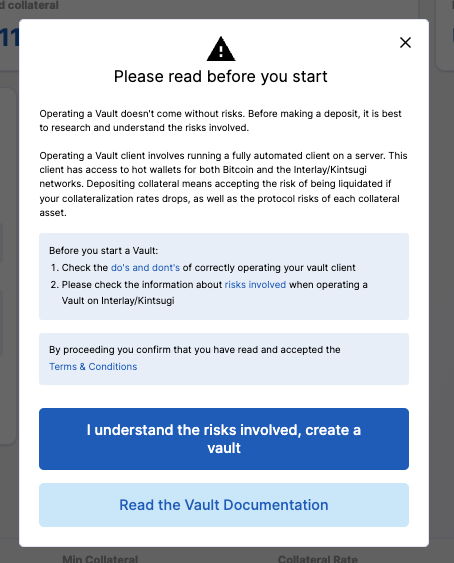 d collateral
11
Please read before you start
Operating a Vault doesn't come without risks. Before making a deposit, it is best
to research and understand the risks involved.
Operating a Vault client involves running a fully automated client on a server. This
client has access to hot wallets for both Bitcoin and the Interlay/Kintsugi
networks. Depositing collateral means accepting the risk of being liquidated if
your collateralization rates drops, as well as the protocol risks of each collateral
asset.
Before you start a Vault:
1. Check the do's and dont's of correctly operating your vault client
2. Please check the information about risks involved when operating a
Vault on Interlay/Kintsugi
By proceeding you confirm that you have read and accepted the
Terms & Conditions
I understand the risks involved, create a
vault
Read the Vault Documentation
Min Collateral
Collateral Rate